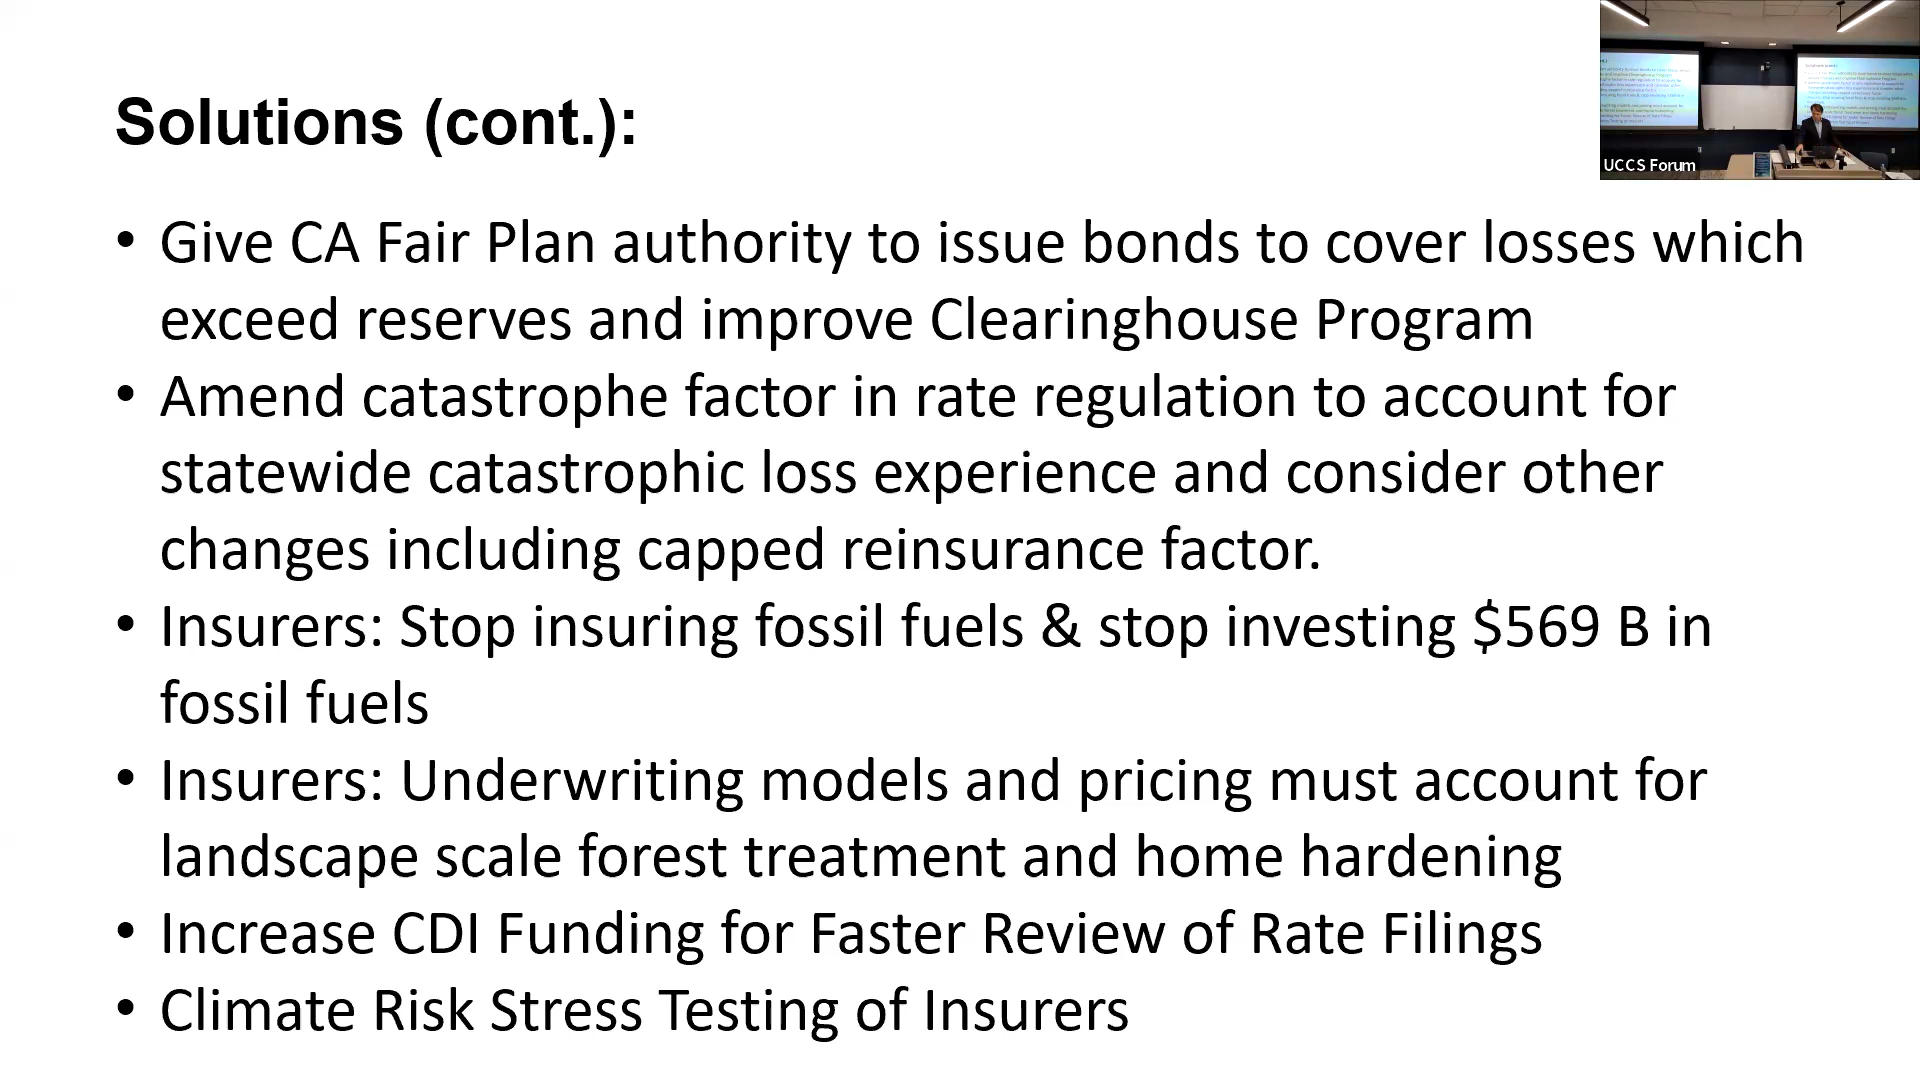 Solutions (cont.):
• Give CA Fair Plan authority to issue bonds to cover losses which
exceed reserves and improve Clearinghouse Program
• Amend catastrophe factor in rate regulation to account for
statewide catastrophic loss experience and consider other
changes including capped reinsurance factor.
• Insurers: Stop insuring fossil fuels & stop investing $569 B in
fossil fuels
• Insurers: Underwriting models and pricing must account for
landscape scale forest treatment and home hardening
• Increase CDI Funding for Faster Review of Rate Filings
• Climate Risk Stress Testing of Insurers
UCCS Forum